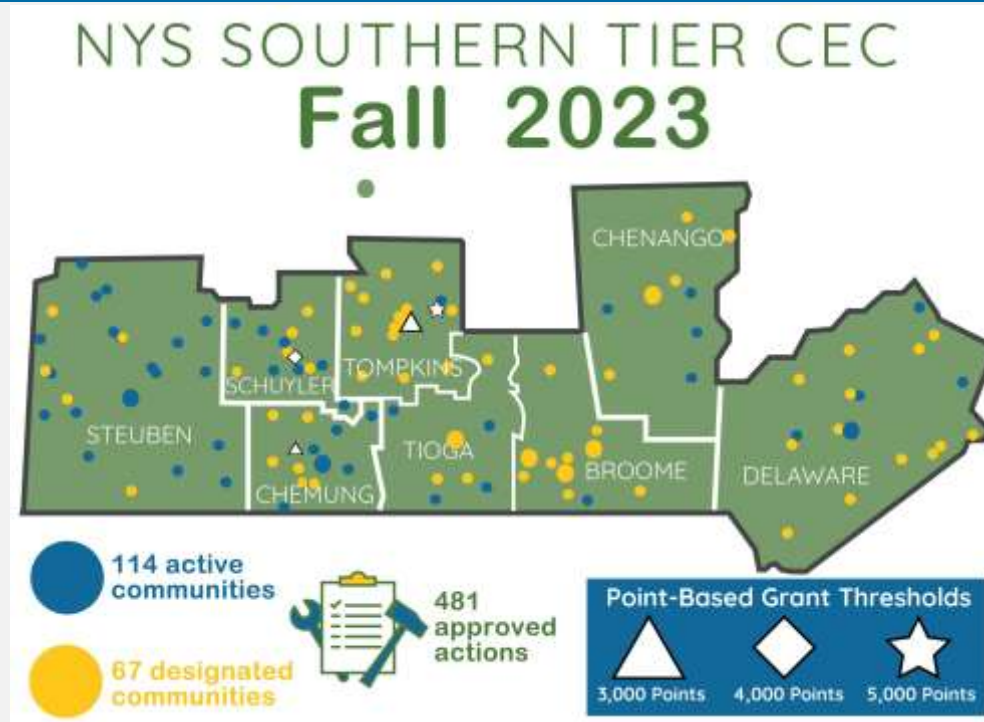 NYS SOUTHERN TIER CEC
Fall 2023
CHENANGO
TOMPKINS
SCHUYLER
STEUBEN
TIOGA
BROOME
DELAWARE
CHEMUNG
114 active
communities
481
approved
actions
67 designated
communities
Point-Based Grant Thresholds
3,000 Points 4,000 Points 5,000 Points